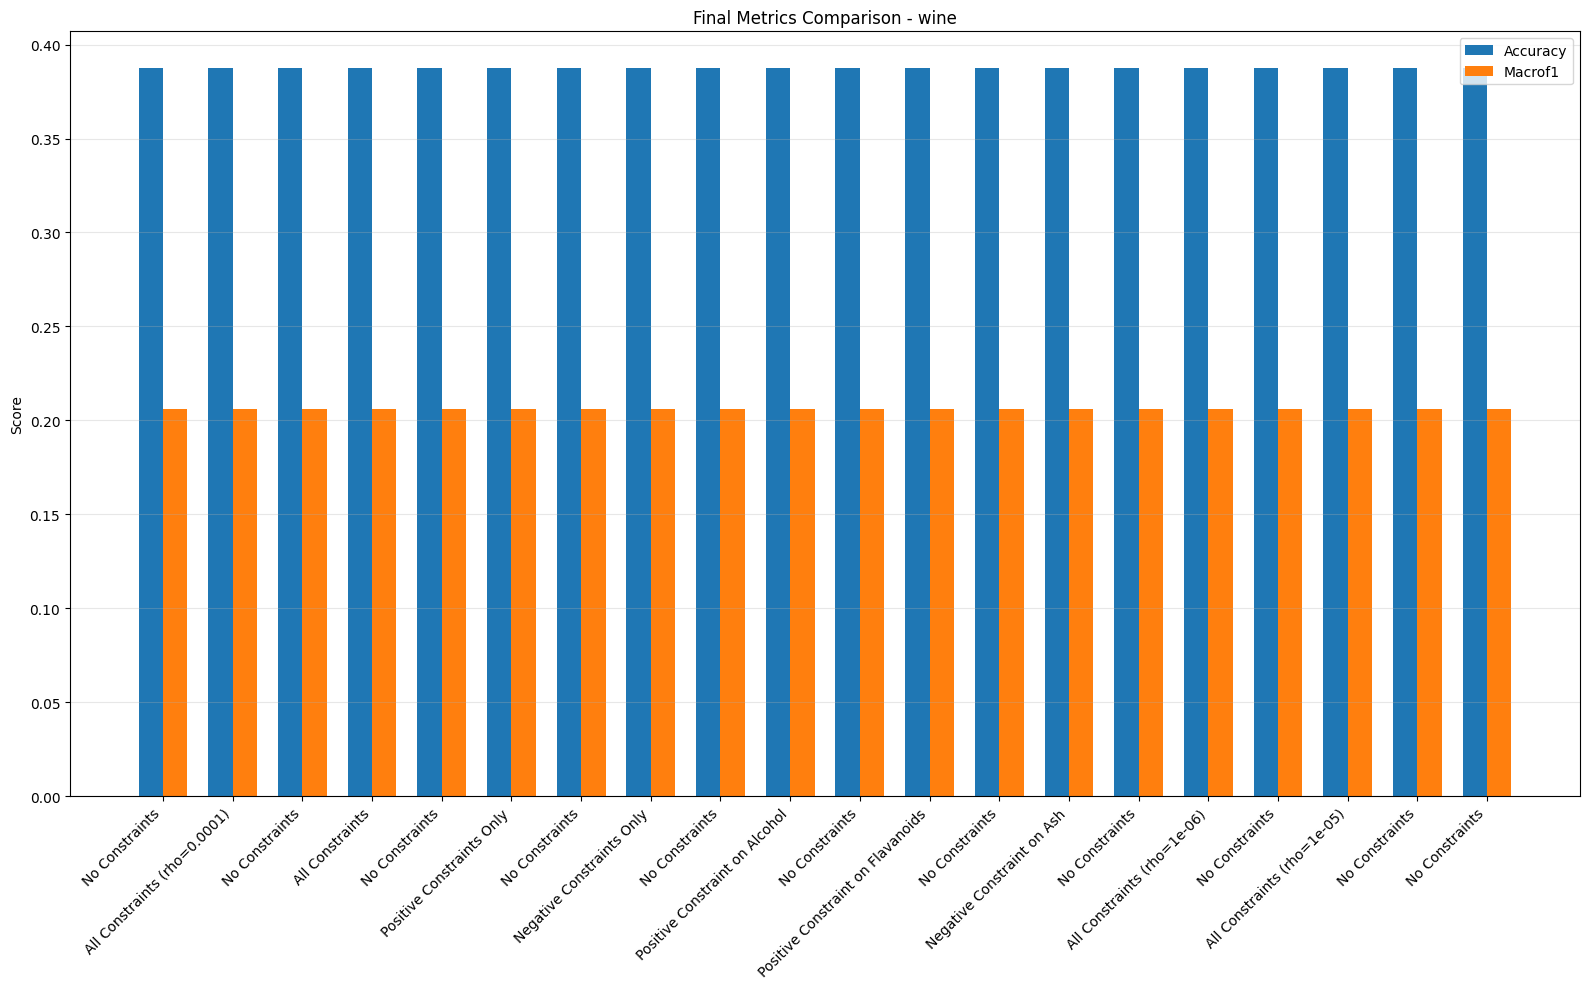 Final Metrics Comparison - wine
Accuracy
Macrof1
Score
0.40
0.35
0.30
0.25
0.20
0.15
0.10
0.05
0.00
No Constraints
All Constraints (rho=0.0001)
No Constraints
All Constraints
No Constraints
Positive Constraints Only
No Constraints
Negative Constraints Only
No Constraints
Positive Constraint on Alcohol
No Constraints
Positive Constraint on Flavanoids
No Constraints
Negative Constraint on Ash
No Constraints
All Constraints (rho=1e-06)
No Constraints
All Constraints (rho=1e-05)
No Constraints
No Constraints